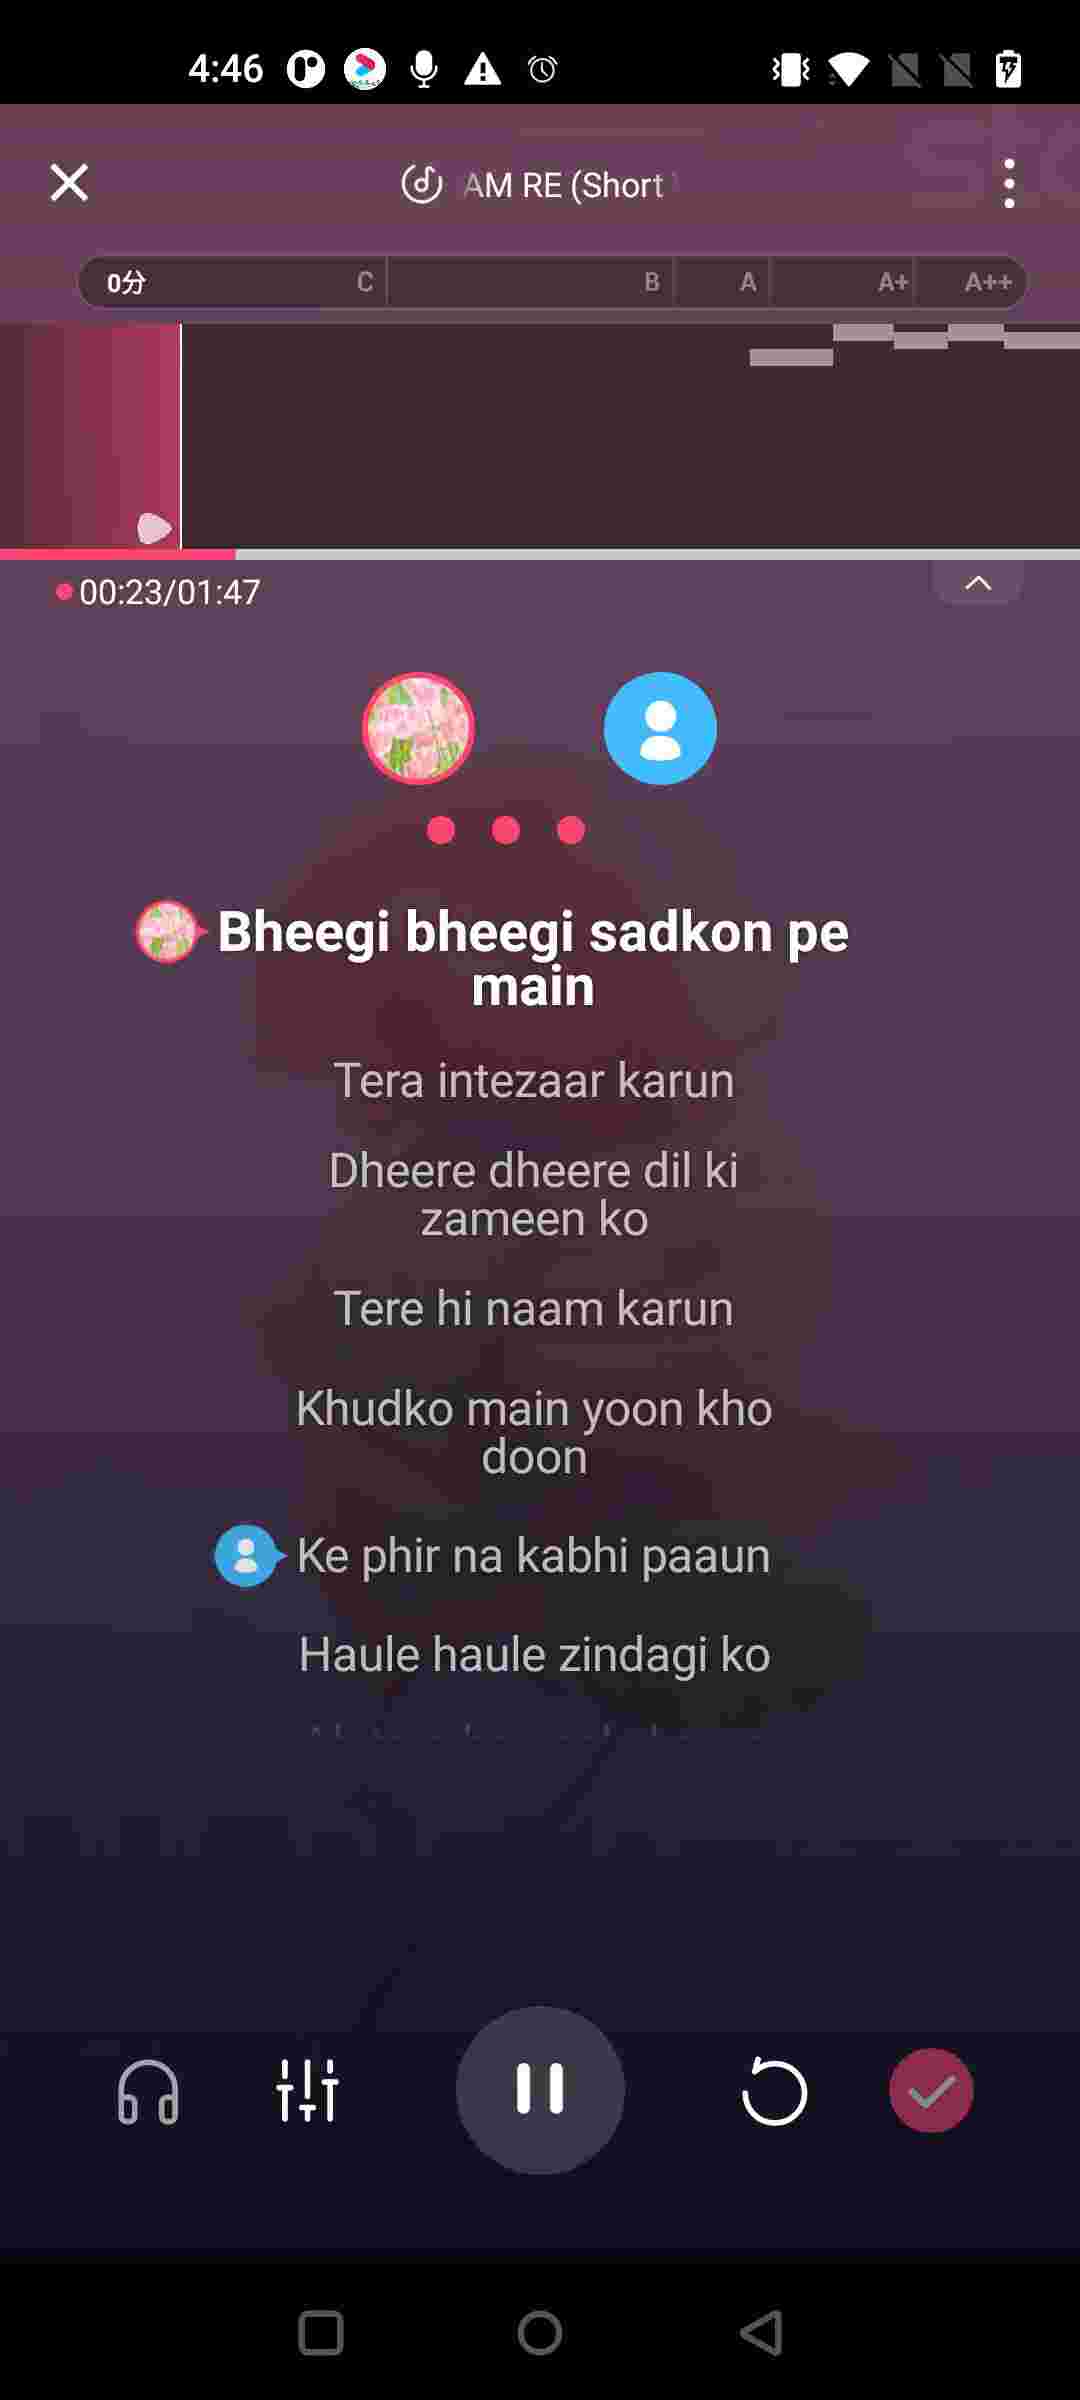 4:46
AM RE (Short
0分 C B A A+ A++
00:23/01:47
Bheegi bheegi sadkon pe
main
Tera intezaar karun
Dheere dheere dil ki
zameen ko
Tere hi naam karun
Khudko main yoon kho
doon
Ke phir na kabhi paaun
Haule haule zindagi ko